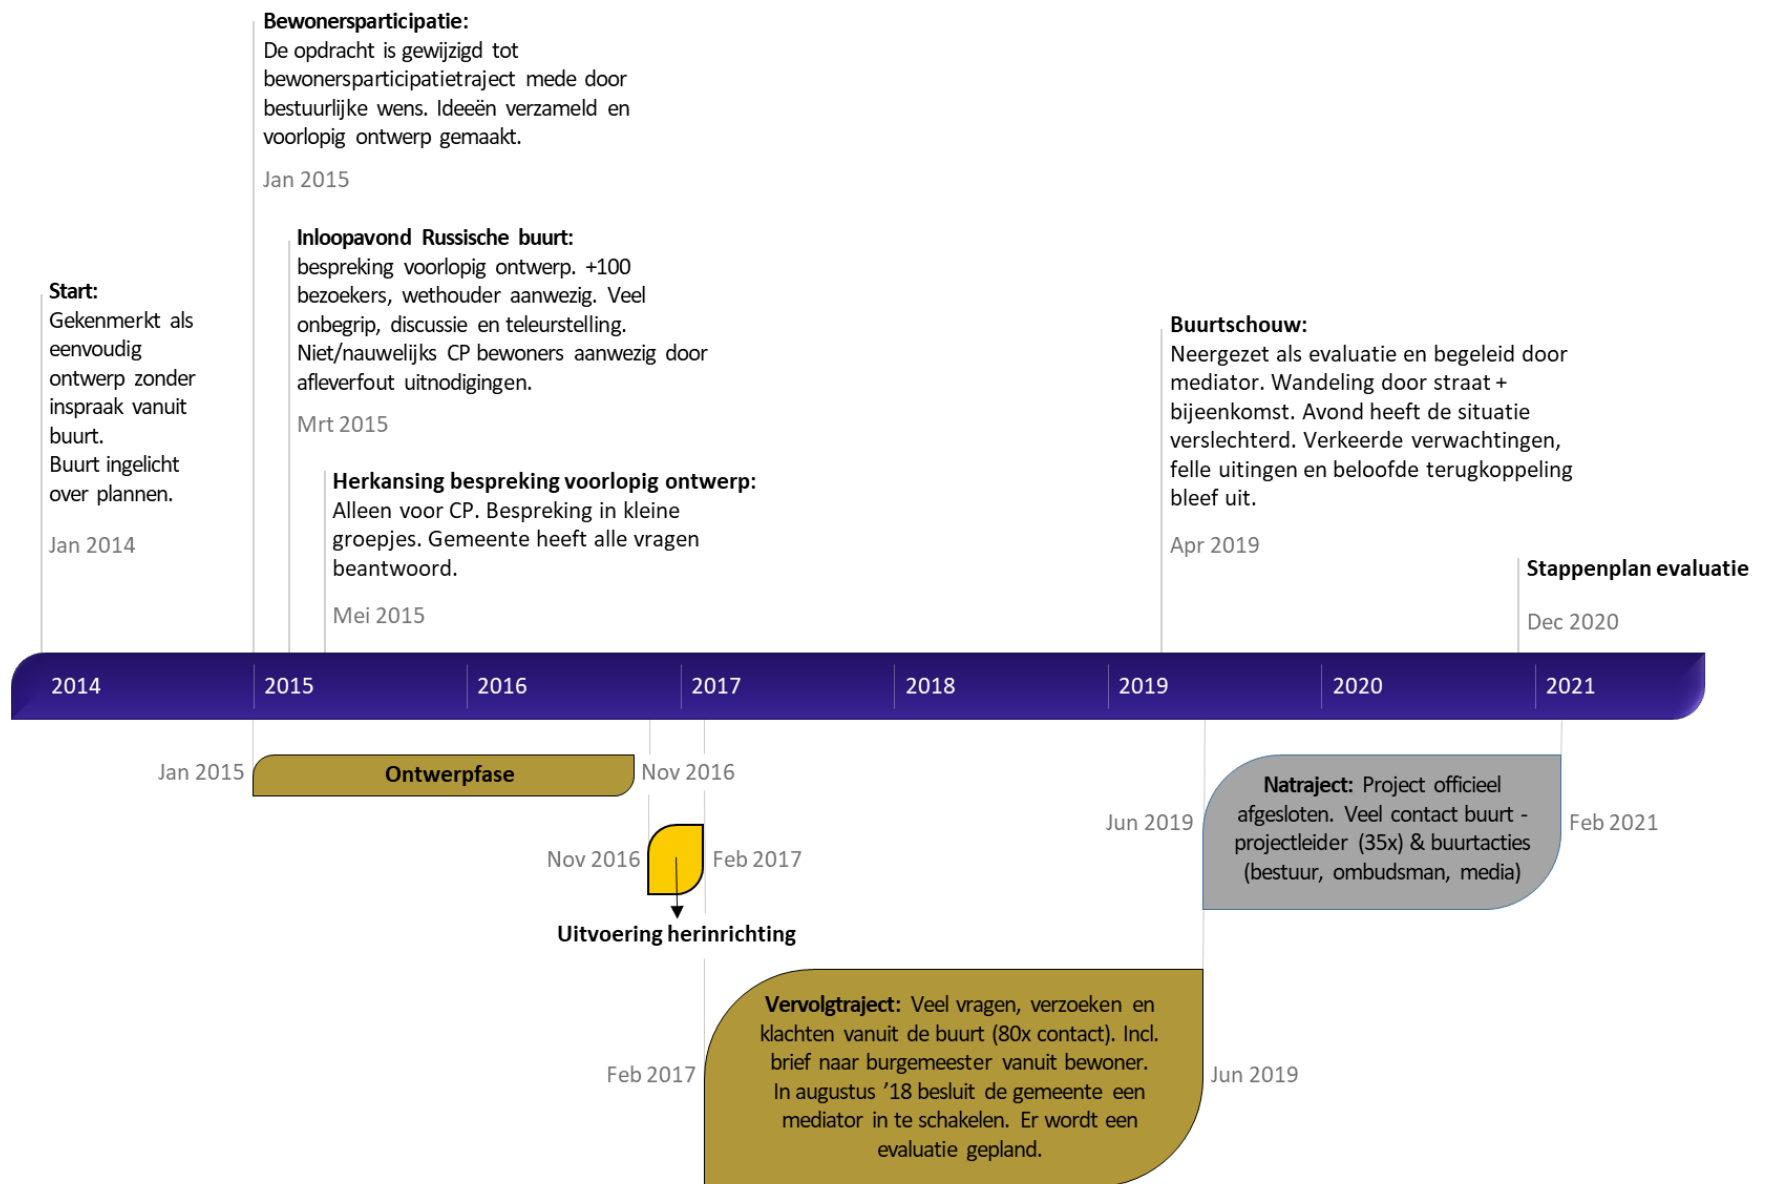 Bewonersparticipatie:
De opdracht is gewijzigd tot
bewonersparticipatietraject mede door
bestuurlijke wens. Ideeën verzameld en
voorlopig ontwerp gemaakt.
Jan 2015
Inloopavond Russische buurt:
bespreking voorlopig ontwerp. +100
bezoekers, wethouder aanwezig. Veel
onbegrip, discussie en teleurstelling.
Niet/nauwelijks CP bewoners aanwezig door
afleverfout uitnodigingen.
Mrt 2015
Start:
Gekenmerkt als
eenvoudig
ontwerp zonder
inspraak vanuit
buurt.
Buurt ingelicht
over plannen.
Jan 2014
Herkansing bespreking voorlopig ontwerp:
Alleen voor CP. Bespreking in kleine
groepjes. Gemeente heeft alle vragen
beantwoord.
Mei 2015
Buurtschouw:
Neergezet als evaluatie en begeleid door
mediator. Wandeling door straat +
bijeenkomst. Avond heeft de situatie
verslechterd. Verkeerde verwachtingen,
felle uitingen en beloofde terugkoppeling
bleef uit.
Apr 2019
Stappenplan evaluatie
Dec 2020
2014 2015 2016 2017 2018 2019 2020 2021
Jan 2015 Ontwerpfase Nov 2016
Nov 2016 Feb 2017
Uitvoering herinrichting
Jun 2019
Natraject: Project officieel
afgesloten. Veel contact buurt -
projectleider (35x) & buurtacties
(bestuur, ombudsman, media)
Feb 2021
Feb 2017
Vervolgtraject: Veel vragen, verzoeken en
klachten vanuit de buurt (80x contact). Incl.
brief naar burgemeester vanuit bewoner.
In augustus ’18 besluit de gemeente een
mediator in te schakelen. Er wordt een
evaluatie gepland.
Jun 2019